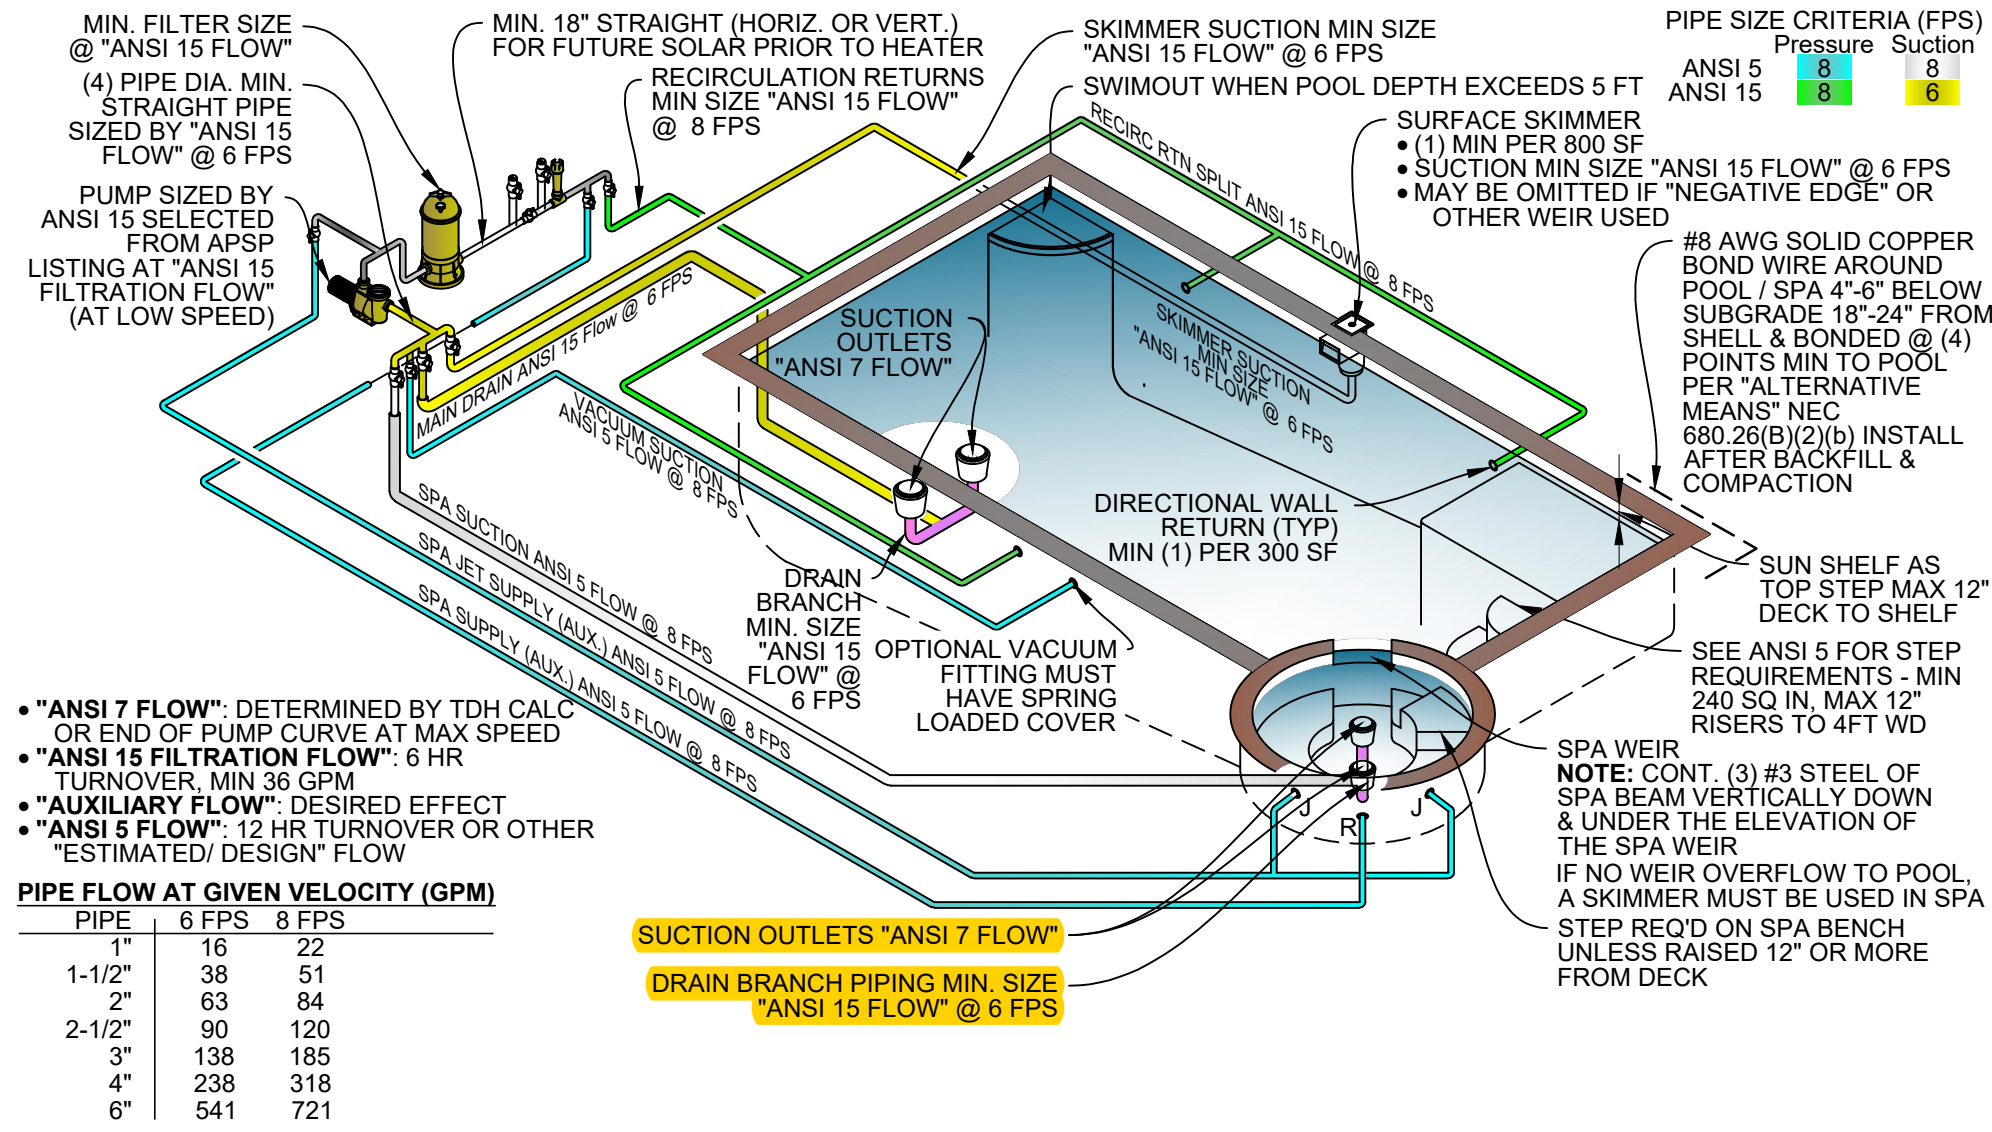 MIN. FILTER SIZE
@ "ANSI 15 FLOW"
(4) PIPE DIA. MIN.
STRAIGHT PIPE
SIZED BY "ANSI 15
FLOW" @ 6 FPS
PUMP SIZED BY
ANSI 15 SELECTED
FROM APSP
LISTING AT "ANSI 15
FILTRATION FLOW"
(AT LOW SPEED)
MIN. 18" STRAIGHT (HORIZ. OR VERT.)
FOR FUTURE SOLAR PRIOR TO HEATER
RECIRCULATION RETURNS
MIN SIZE "ANSI 15 FLOW"
@ 8 FPS
SKIMMER SUCTION MIN SIZE
"ANSI 15 FLOW" @ 6 FPS
SWIMOUT WHEN POOL DEPTH EXCEEDS 5 FT
PIPE SIZE CRITERIA (FPS)
Pressure Suction
ANSI 5 8 8
ANSI 15 8 6
SURFACE SKIMMER
• (1) MIN PER 800 SF
• SUCTION MIN SIZE "ANSI 15 FLOW" @ 6 FPS
• MAY BE OMITTED IF "NEGATIVE EDGE" OR
OTHER WEIR USED
#8 AWG SOLID COPPER
BOND WIRE AROUND
POOL / SPA 4"-6" BELOW
SUBGRADE 18"-24" FROM
SHELL & BONDED @ (4)
POINTS MIN TO POOL
PER "ALTERNATIVE
MEANS" NEC
680.26(B)(2)(b) INSTALL
AFTER BACKFILL &
COMPACTION
RECIRC RTN SPLIT ANSI 15 FLOW @ 8 FPS
SKIMMER SUCTION
MIN SIZE
"ANSI 15 FLOW" @ 6 FPS
SUCTION
OUTLETS
"ANSI 7 FLOW"
MAIN DRAIN ANSI 15 Flow @ 6 FPS
VACUUM SUCTION
ANSI 5 FLOW @ 8 FPS
SPA SUCTION ANSI 5 FLOW @ 8 FPS
SPA JET SUPPLY (AUX.) ANSI 5 FLOW @ 8 FPS
SPA SUPPLY (AUX.) ANSI 5 FLOW @ 8 FPS
DIRECTIONAL WALL
RETURN (TYP)
MIN (1) PER 300 SF
DRAIN
BRANCH
MIN. SIZE
"ANSI 15
FLOW" @
6 FPS
OPTIONAL VACUUM
FITTING MUST
HAVE SPRING
LOADED COVER
SUN SHELF AS
TOP STEP MAX 12"
DECK TO SHELF
SEE ANSI 5 FOR STEP
REQUIREMENTS - MIN
240 SQ IN, MAX 12"
RISERS TO 4FT WD
SPA WEIR
NOTE: CONT. (3) #3 STEEL OF
SPA BEAM VERTICALLY DOWN
& UNDER THE ELEVATION OF
THE SPA WEIR
IF NO WEIR OVERFLOW TO POOL,
A SKIMMER MUST BE USED IN SPA
STEP REQ'D ON SPA BENCH
UNLESS RAISED 12" OR MORE
FROM DECK
J
R
J
SUCTION OUTLETS "ANSI 7 FLOW"
DRAIN BRANCH PIPING MIN. SIZE
"ANSI 15 FLOW" @ 6 FPS
• "ANSI 7 FLOW": DETERMINED BY TDH CALC
OR END OF PUMP CURVE AT MAX SPEED
• "ANSI 15 FILTRATION FLOW": 6 HR
TURNOVER, MIN 36 GPM
• "AUXILIARY FLOW": DESIRED EFFECT
• "ANSI 5 FLOW": 12 HR TURNOVER OR OTHER
"ESTIMATED/ DESIGN" FLOW
PIPE FLOW AT GIVEN VELOCITY (GPM)
PIPE 6 FPS 8 FPS
1" 16 22
1-1/2" 38 51
2" 63 84
2-1/2" 90 120
3" 138 185
4" 238 318
6" 541 721